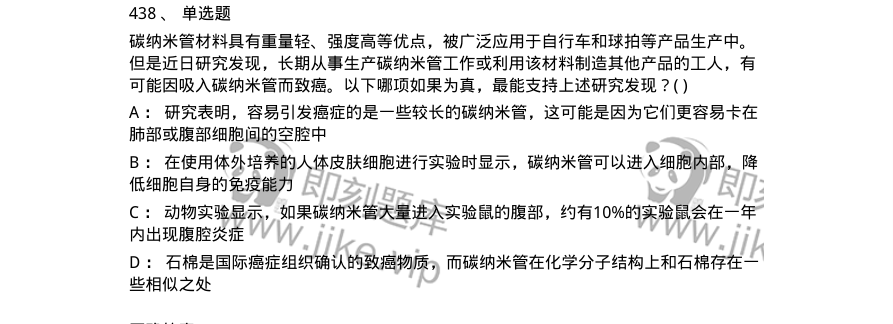 438 、 单选题
碳纳米管材料具有重量轻、强度高等优点，被广泛应用于自行车和球拍等产品生产中。
但是近日研究发现，长期从事生产碳纳米管工作或利用该材料制造其他产品的工人，有
可能因吸入碳纳米管而致癌。以下哪项如果为真，最能支持上述研究发现？( )
A ： 研究表明，容易引发癌症的是一些较长的碳纳米管，这可能是因为它们更容易卡在
肺部或腹部细胞间的空腔中
B ： 在使用体外培养的人体皮肤细胞进行实验时显示，碳纳米管可以进入细胞内部，降
低细胞自身的免疫能力
C ： 动物实验显示，如果碳纳米管大量进入实验鼠的腹部，约有10%的实验鼠会在一年
内出现腹腔炎症
D ： 石棉是国际癌症组织确认的致癌物质，而碳纳米管在化学分子结构上和石棉存在一
些相似之处
即刻题库
www.jike.vip
即刻
www.ji